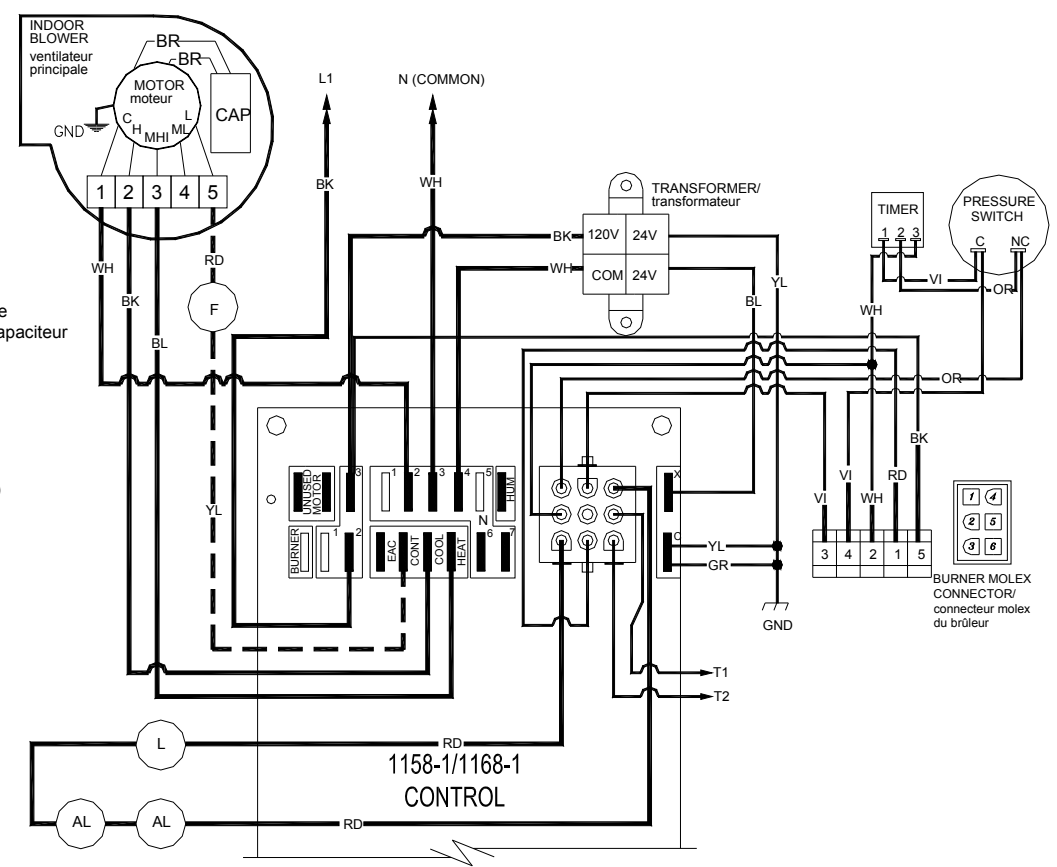 INDOOR
BLOWER
ventilateur
principale
BR
BR
MOTOR
moteur
CAP
GND
C
H
MHI
ML
L
1 2 3 4 5
L1
N (COMMON)
BK
WH
TRANSFORMER/
transformateur
120V 24V
COM 24V
BK
WH
YL
BL
TIMER
1 2 3
PRESSURE
SWITCH
C NC
VI
OR
WH
OR
WH
BK
RD
BL
F
YL
e
apaciteur
)
UNUSED
MOTOR
3
1 2 3 4 5
HUM
BURNER
1 2
EAC
CONT
COOL
HEAT
N
6 7
X
C
YL
GR
GND
T1
T2
BK
VI
VI
WH
RD
3 4 2 1 5
1 4
2 5
3 6
BURNER MOLEX
CONNECTOR/
connecteur molex
du brûleur
L
RD
1158-1/1168-1
CONTROL
AL
AL
RD